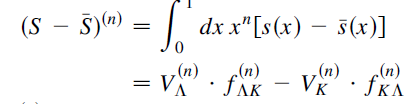 (S − S̄)⁽ⁿ⁾ = ∫₀¹ dx xⁿ[s(x) − s̄(x)]
= V_Λ⁽ⁿ⁾ · f_ΛK⁽ⁿ⁾ − V_K⁽ⁿ⁾ · f_KΛ⁽ⁿ⁾